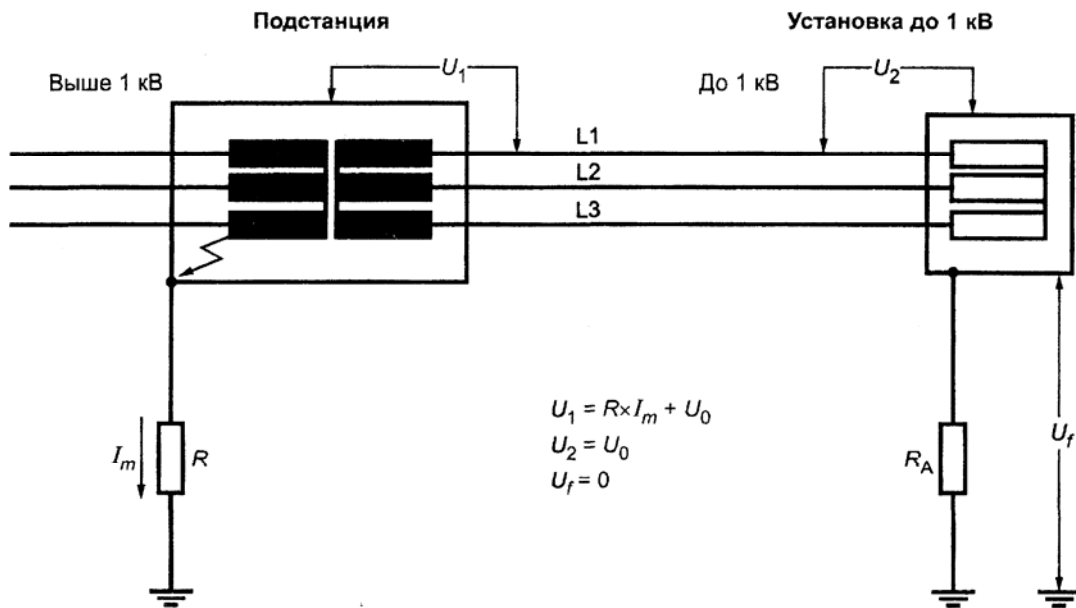 Подстанция
Установка до 1 кВ
Выше 1 кВ
U1
До 1 кВ
U2
L1
L2
L3
U1 = R×Im + U0
U2 = U0
Uf = 0
Im
R
RA
Uf